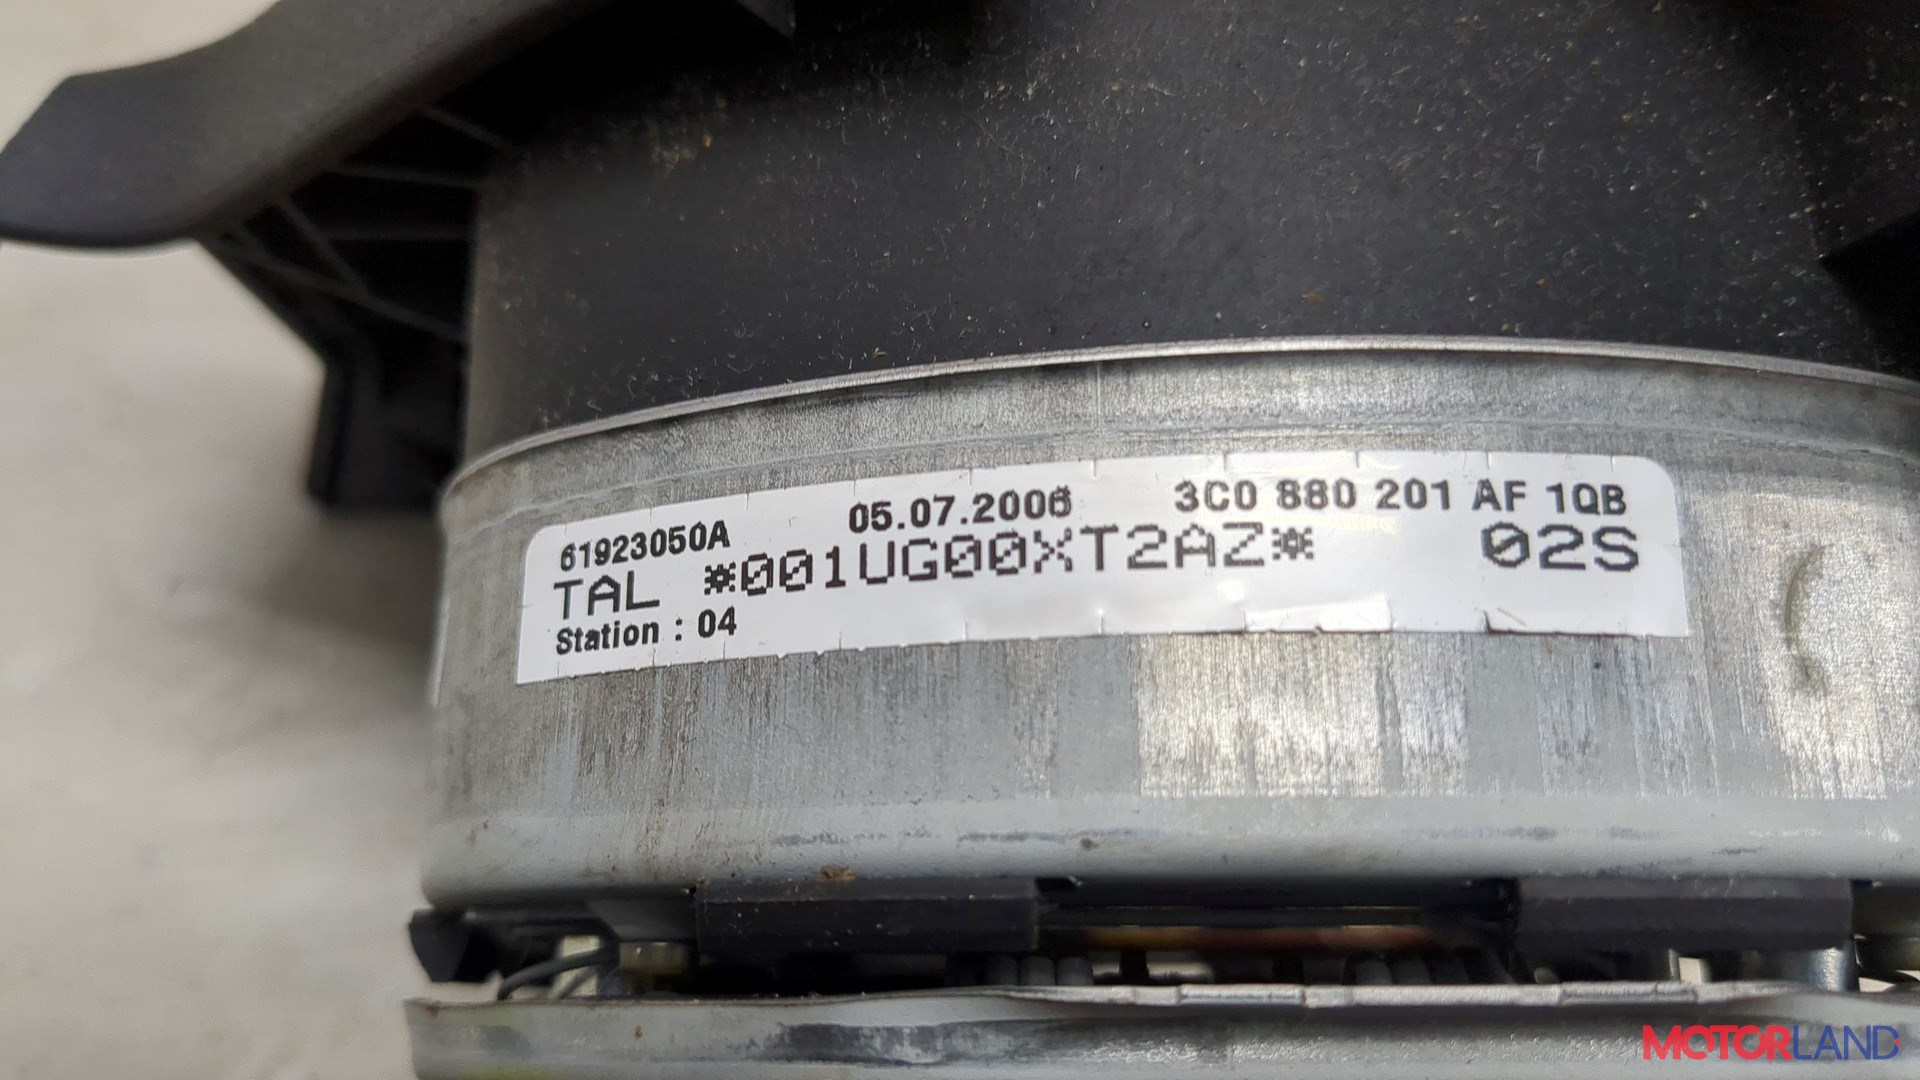 61923050A 05.07.2006 3C0 880 201 AF 1QB
TAL *001UG00XT2AZ* 02S
Station : 04
MOTORLAND